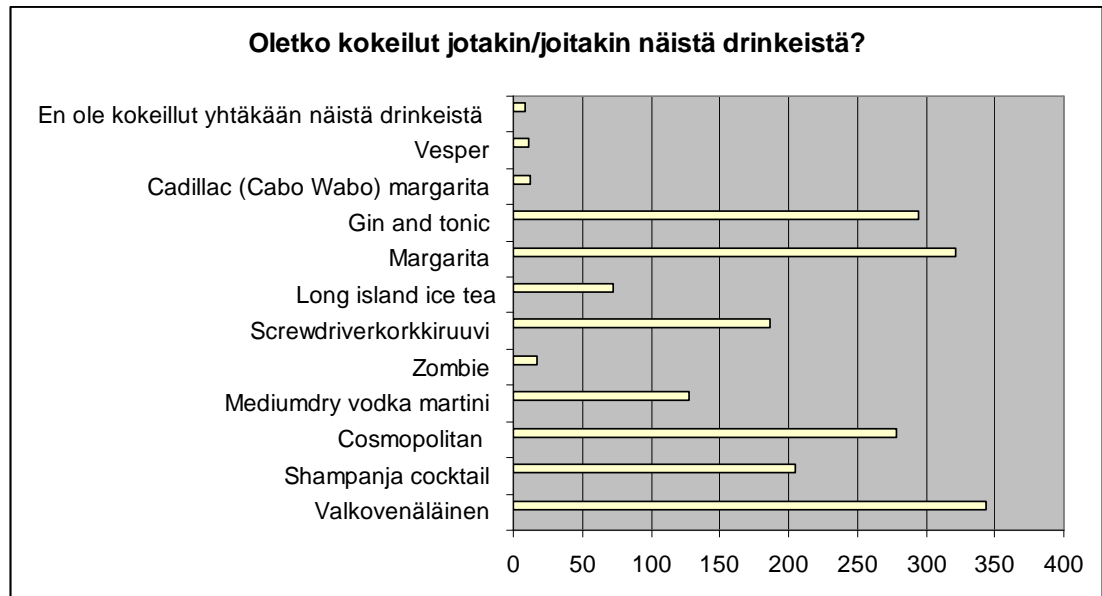 Oletko kokeilut jotakin/joitakin näistä drinkeistä?
En ole kokeillut yhtäkään näistä drinkeistä
Vesper
Cadillac (Cabo Wabo) margarita
Gin and tonic
Margarita
Long island ice tea
Screwdriverkorkkiruuvi
Zombie
Mediumdry vodka martini
Cosmopolitan
Shampanja cocktail
Valkovenäläinen
0 50 100 150 200 250 300 350 400